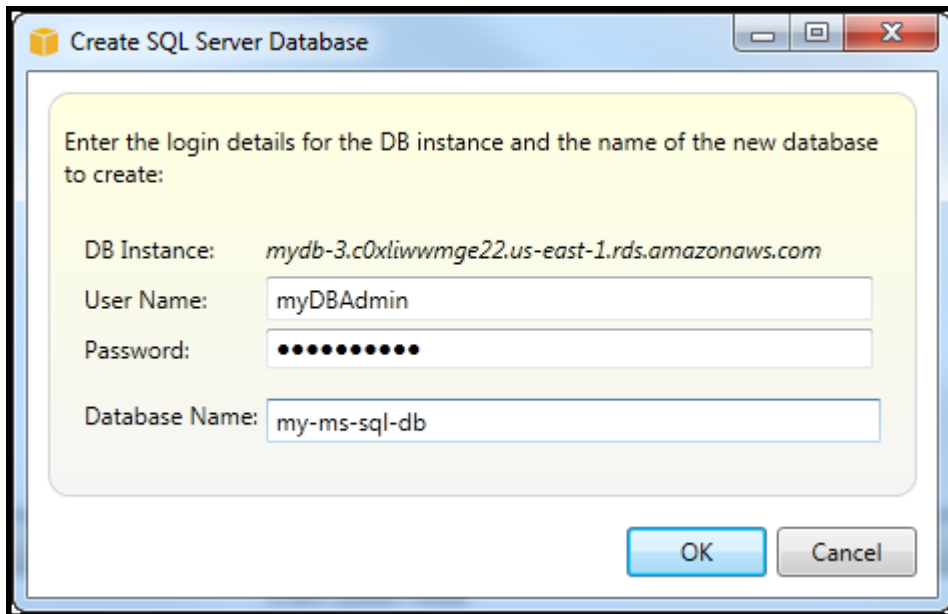 Create SQL Server Database
Enter the login details for the DB instance and the name of the new database
to create:
DB Instance: mydb-3.c0xliwwmge22.us-east-1.rds.amazonaws.com
User Name: myDBAdmin
Password: ●●●●●●●●●●
Database Name: my-ms-sql-db
OK Cancel